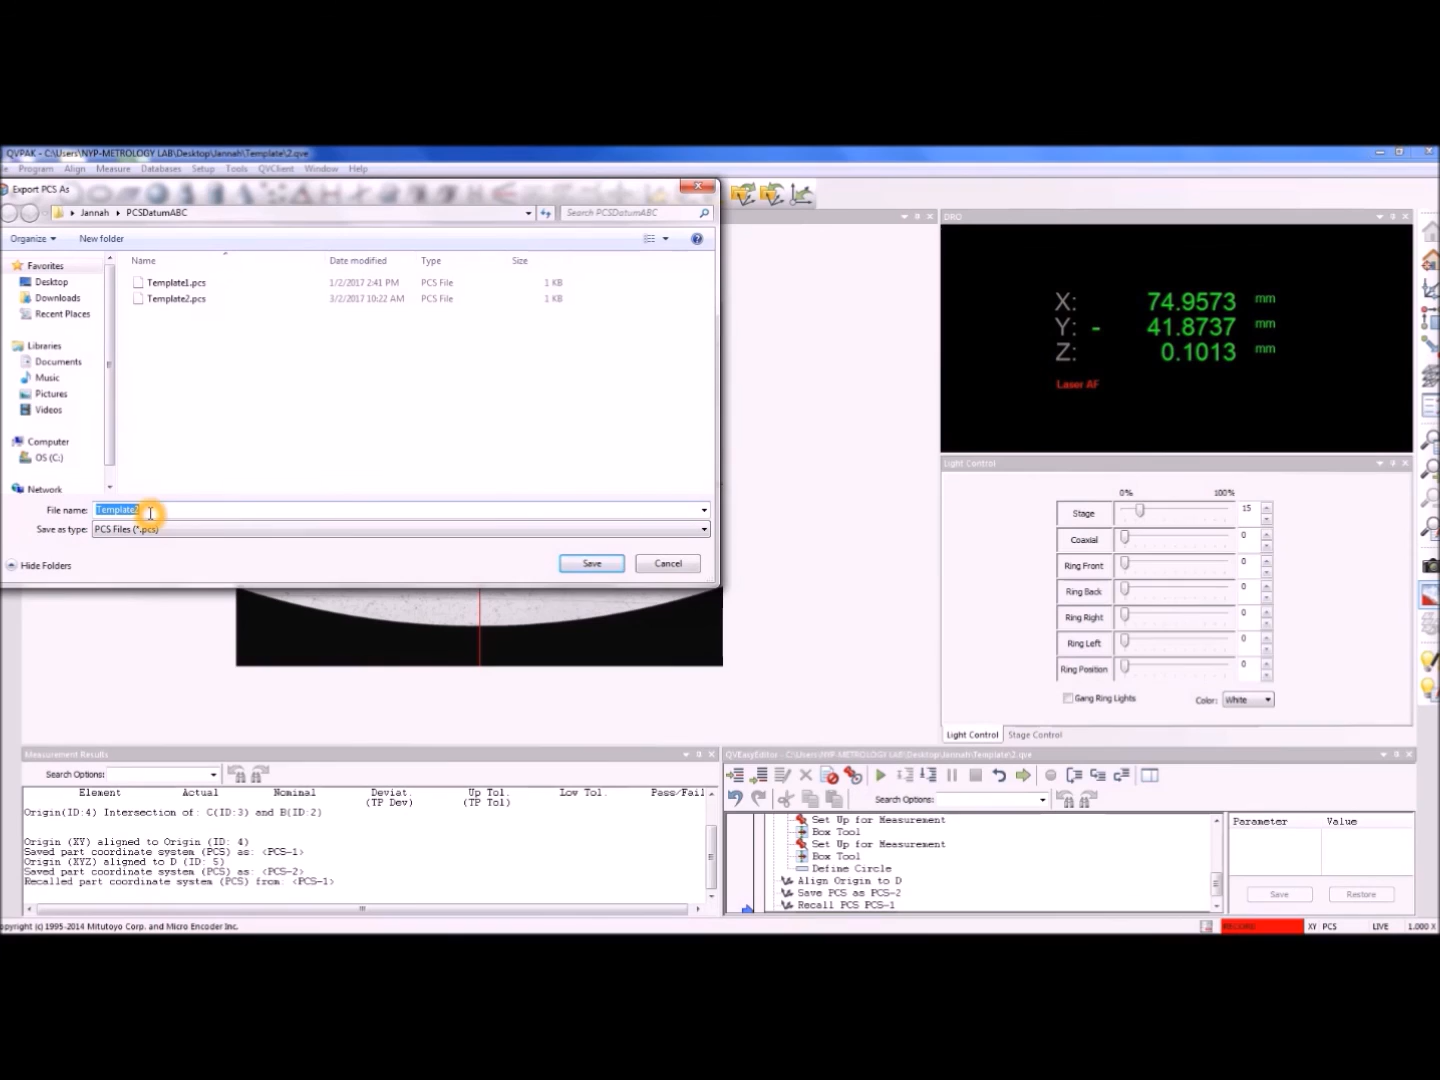 QVPAK - C:\Users\NYP-METROLOGY LAB\Desktop\Jannah\Template\2.qve
Program Align Measure Databases Setup Tools QVClient Window Help
Export PCS As
Jannah PCSDatumABC
Search PCSDatumABC
Organize New folder
Name Date modified Type Size
Favorites
Desktop
Downloads
Recent Places
Libraries
Documents
Music
Pictures
Videos
Computer
OS (C:)
Network
Template1.pcs 1/2/2017 2:41 PM PCS File 1 KB
Template2.pcs 3/2/2017 10:22 AM PCS File 1 KB
File name: Template2
Save as type: PCS Files (*.pcs)
Hide Folders
Save Cancel
DRO
X: 74.9573 mm
Y: - 41.8737 mm
Z: 0.1013 mm
Laser AF
Light Control
0% 100%
Stage 15
Coaxial 0
Ring Front 0
Ring Back 0
Ring Right 0
Ring Left 0
Ring Position 0
Gang Ring Lights Color: White
Light Control Stage Control
Measurement Results
Search Options:
Element Actual Nominal Deviat. Up Tol. Low Tol. Pass/Fail
(TP Dev) (TP Tol)
Origin(ID:4) Intersection of: C(ID:3) and B(ID:2)
Origin (XY) aligned to Origin (ID: 4)
Saved part coordinate system (PCS) as: <PCS-1>
Origin (XYZ) aligned to D (ID: 5)
Saved part coordinate system (PCS) as: <PCS-2>
Recalled part coordinate system (PCS) from: <PCS-1>
QVEasyEditor - C:\Users\NYP-METROLOGY LAB\Desktop\Jannah\Template\2.qve
Search Options:
Set Up for Measurement
Box Tool
Set Up for Measurement
Box Tool
Define Circle
Align Origin to D
Save PCS as PCS-2
Recall PCS PCS-1
Parameter Value
Save Restore
opyright (c) 1995-2014 Mitutoyo Corp. and Micro Encoder Inc.
RECORD XY PCS LIVE 1.000 X